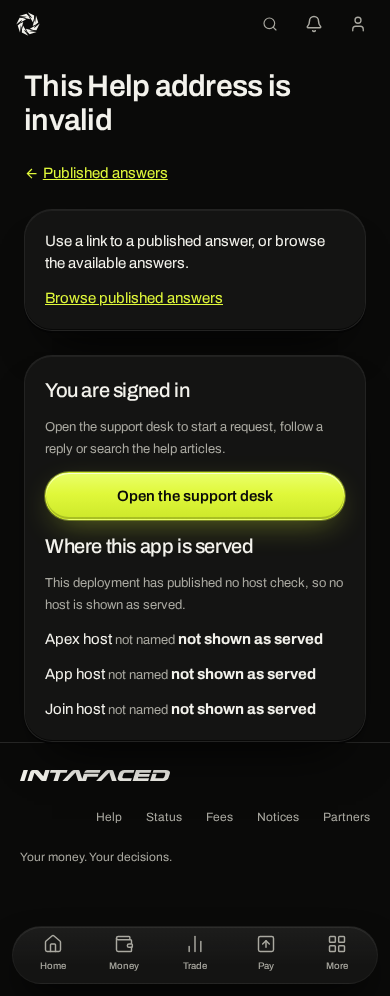 This Help address is
invalid
← Published answers
Use a link to a published answer, or browse
the available answers.
Browse published answers
You are signed in
Open the support desk to start a request, follow a
reply or search the help articles.
Open the support desk
Where this app is served
This deployment has published no host check, so no
host is shown as served.
Apex host not named not shown as served
App host not named not shown as served
Join host not named not shown as served
INTAFACED
Help Status Fees Notices Partners
Your money. Your decisions.
Home Money Trade Pay More